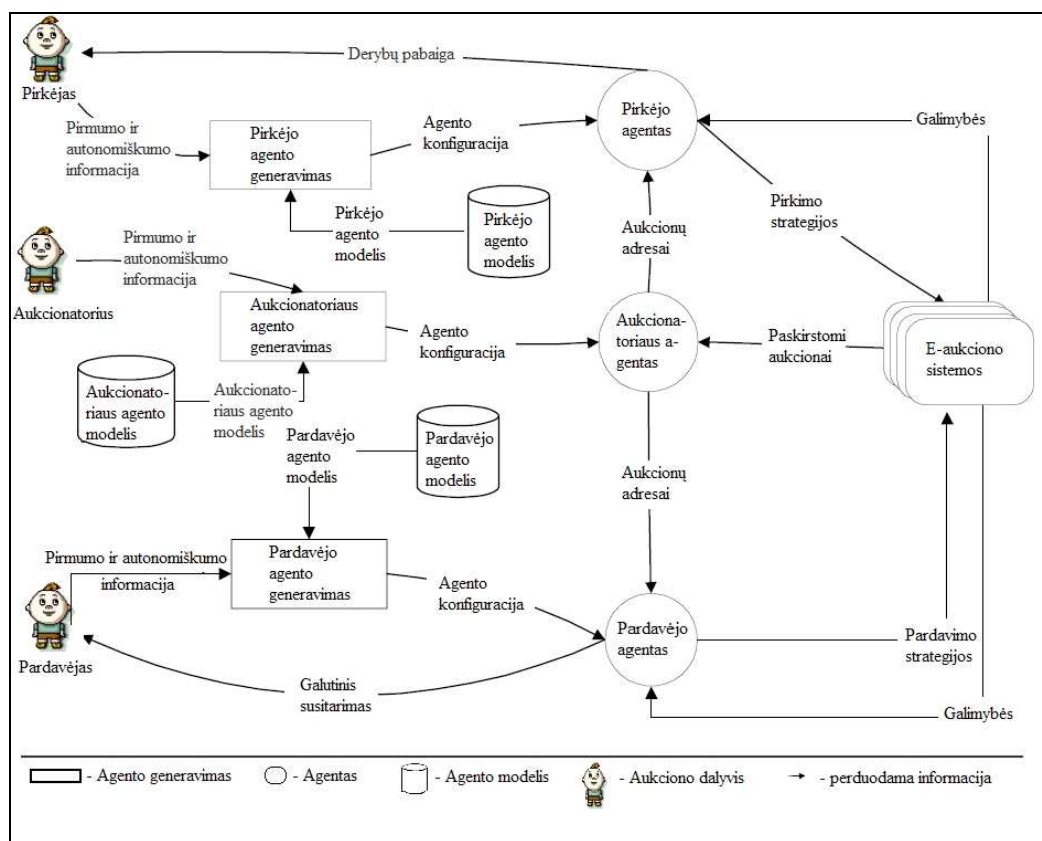 Derybų pabaiga
Pirkėjas
Pirmumo ir
autonomiškumo
informacija
Pirkėjo
agento
generavimas
Agento
konfiguracija
Pirkėjo
agentas
Galimybės
Pirkėjo
agento
modelis
Pirkėjo
agento
modelis
Aukcionų
adresai
Pirkimo
strategijos
Pirmumo ir
autonomiškumo
informacija
Aukcionatorius
Aukcionatoriaus
agento
generavimas
Agento
konfiguracija
Aukciona-
toriaus a-
gentas
Paskirstomi
aukcionai
E-aukciono
sistemos
Aukcionato-
riaus agento
modelis
Aukcionato-
riaus agento
modelis
Pardavėjo
agento
modelis
Pardavėjo
agento
modelis
Aukcionų
adresai
Pirmumo ir autonomiškumo
informacija
Pardavėjo
agento
generavimas
Agento
konfiguracija
Pardavėjo
agentas
Pardavimo
strategijos
Pardavėjas
Galutinis
susitarimas
Galimybės
- Agento generavimas
- Agentas
- Agento modelis
- Aukciono dalyvis
- perduodama informacija